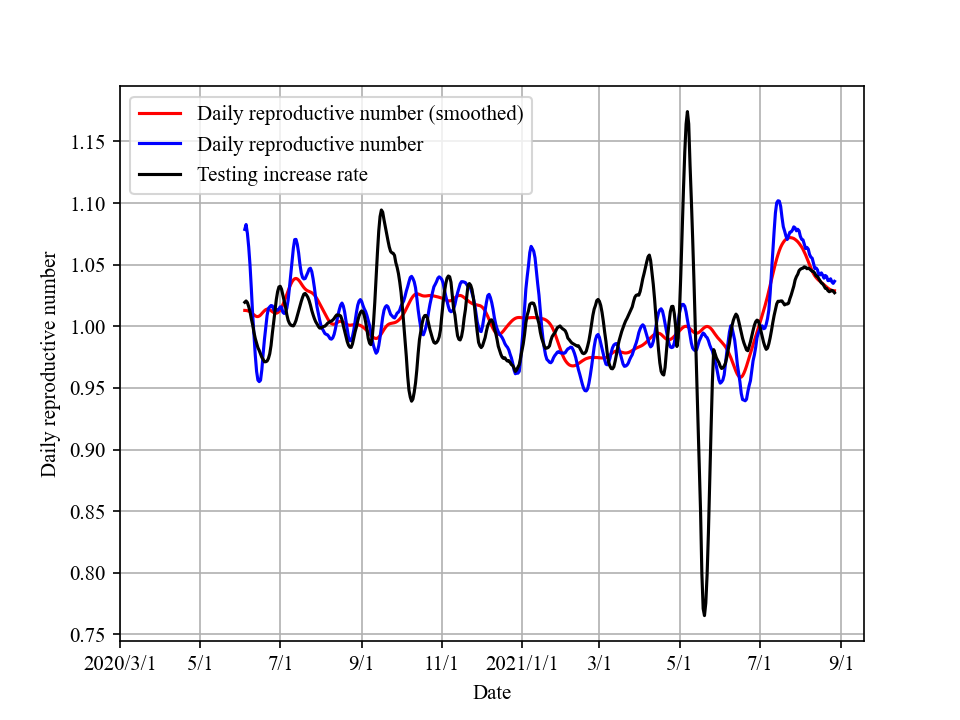 Daily reproductive number (smoothed)
Daily reproductive number
Testing increase rate
Daily reproductive number
1.15
1.10
1.05
1.00
0.95
0.90
0.85
0.80
0.75
2020/3/1 5/1 7/1 9/1 11/1 2021/1/1 3/1 5/1 7/1 9/1
Date